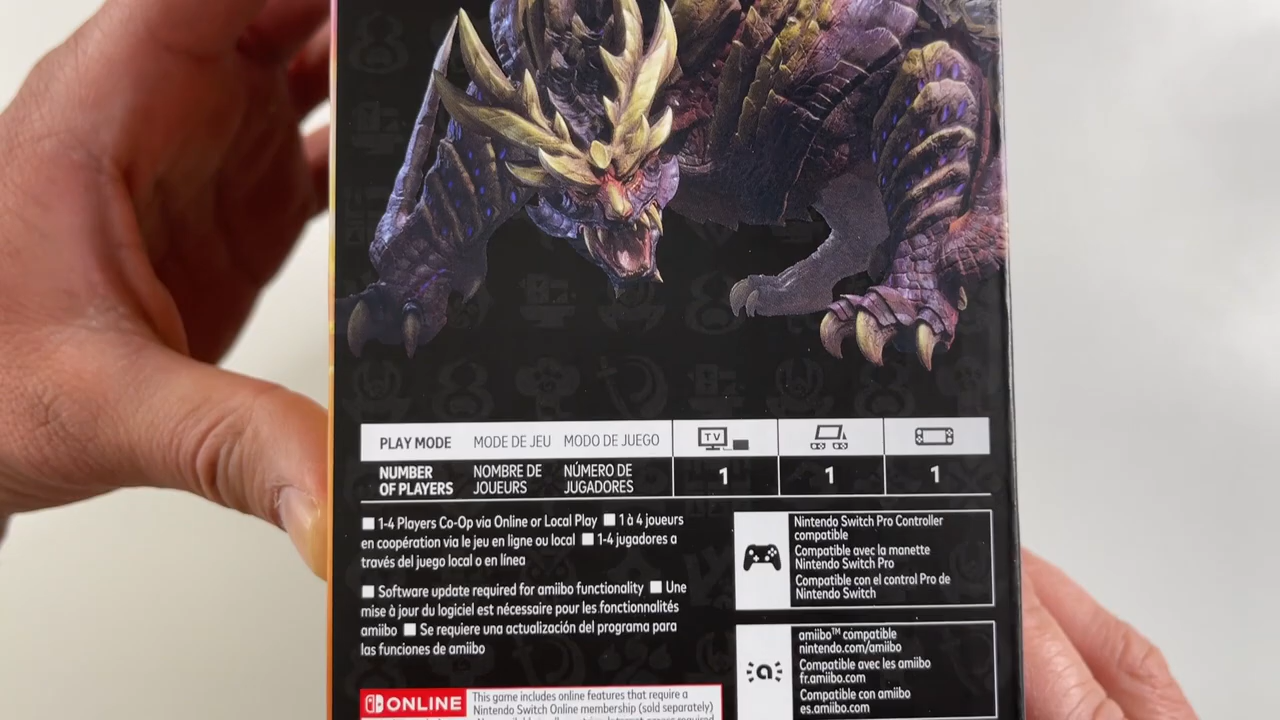 PLAY MODE MODE DE JEU MODO DE JUEGO TV
NUMBER OF PLAYERS NOMBRE DE JOUEURS NÚMERO DE JUGADORES 1 1 1
1-4 Players Co-Op via Online or Local Play 1 à 4 joueurs
en coopération via le jeu en ligne ou local 1-4 jugadores a
través del juego local o en línea
Software update required for amiibo functionality Une
mise à jour du logiciel est nécessaire pour les fonctionnalités
amiibo Se requiere una actualización del programa para
las funciones de amiibo
Nintendo Switch Pro Controller
compatible
Compatible avec la manette
Nintendo Switch Pro
Compatible con el control Pro de
Nintendo Switch
amiibo™ compatible
nintendo.com/amiibo
Compatible avec les amiibo
fr.amiibo.com
Compatible con amiibo
es.amiibo.com
ONLINE
This game includes online features that require a
Nintendo Switch Online membership (sold separately)